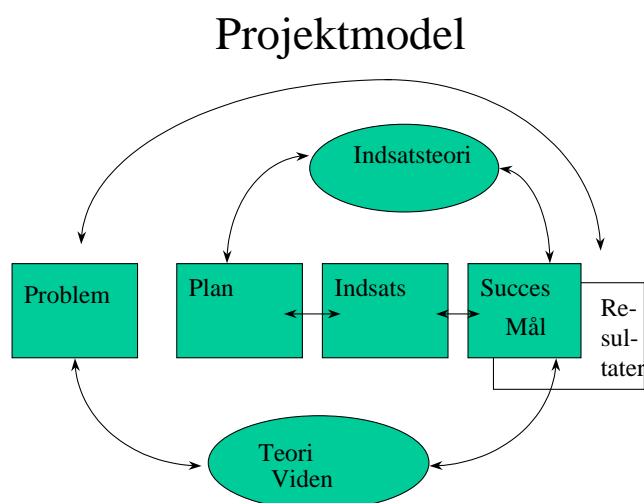 Projektmodel
Indsatsteori
Problem
Plan
Indsats
Succes
Mål
Re-
sul-
tater
Teori
Viden